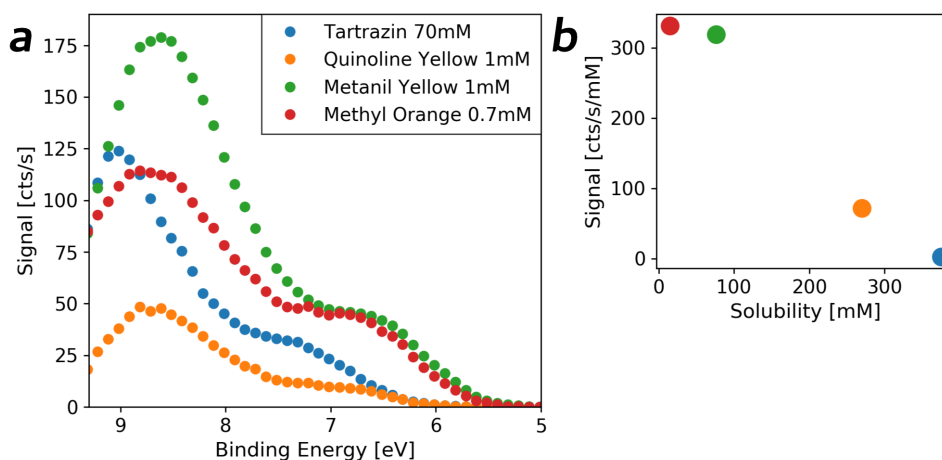 a
Tartrazin 70mM
Quinoline Yellow 1mM
Metanil Yellow 1mM
Methyl Orange 0.7mM
175
150
125
100
75
50
25
0
Signal [cts/s]
9 8 7 6 5
Binding Energy [eV]
b
300
200
100
0
Signal [cts/s/mM]
0 100 200 300
Solubility [mM]